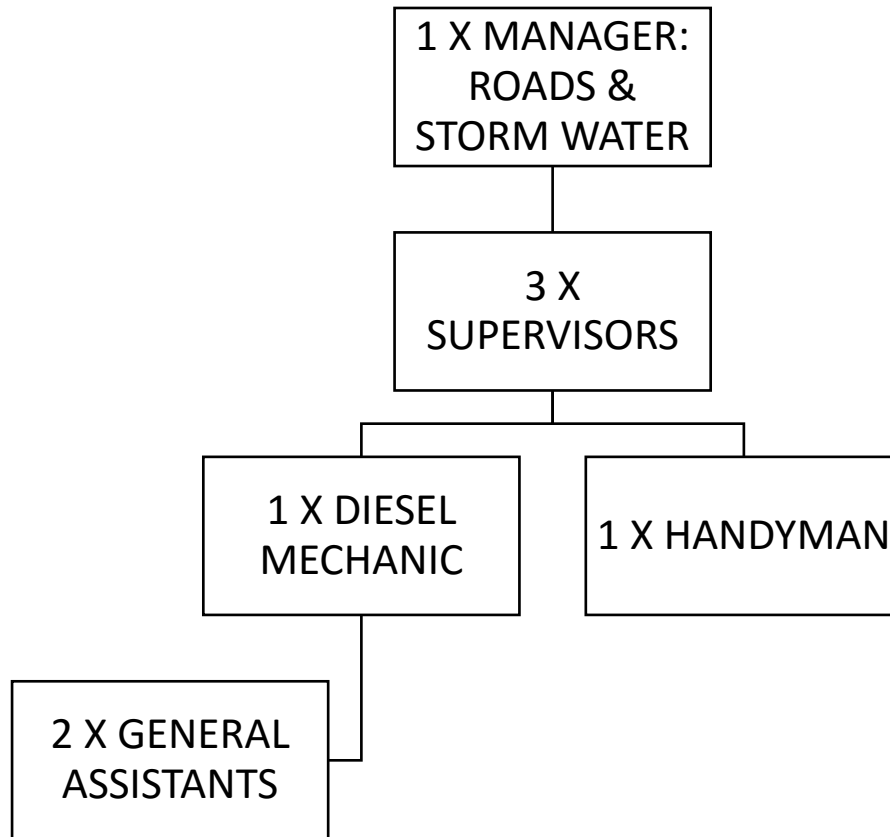 1 X MANAGER:
ROADS &
STORM WATER
3 X
SUPERVISORS
1 X DIESEL
MECHANIC
1 X HANDYMAN
2 X GENERAL
ASSISTANTS